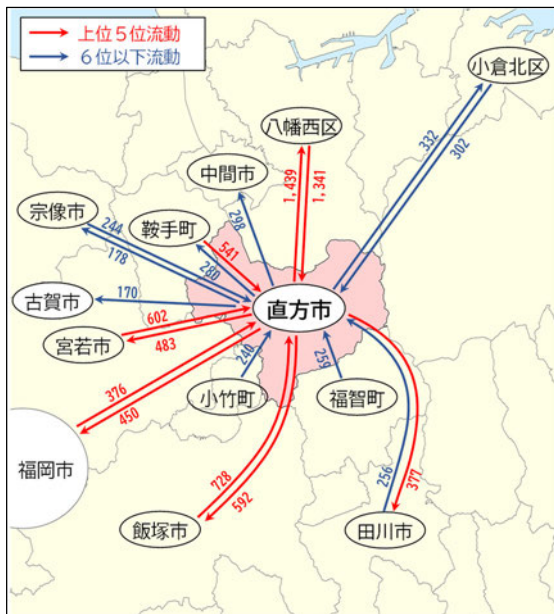 上位５位流動
６位以下流動
小倉北区
八幡西区
332
302
中間市
1,439
1,341
宗像市
鞍手町
298
244
541
178
280
古賀市
170
直方市
602
宮若市
483
240
259
376
小竹町
福智町
450
福岡市
728
256
377
592
飯塚市
田川市